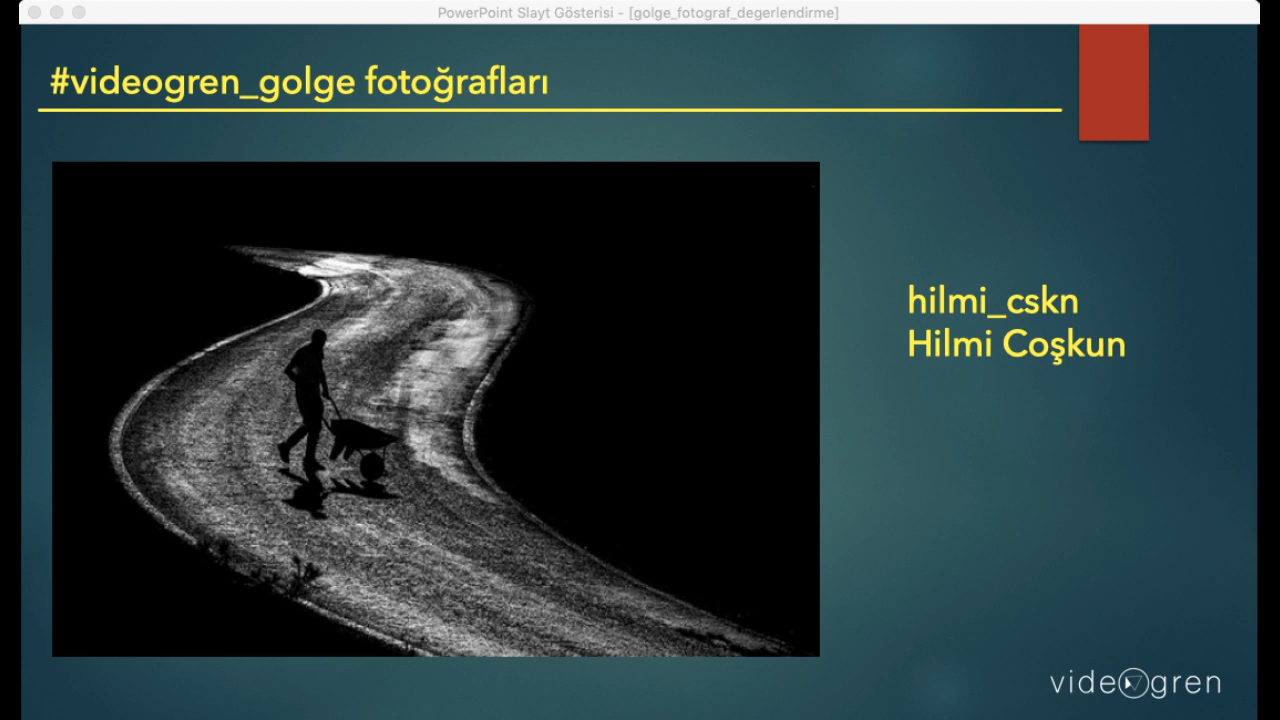 PowerPoint Slayt Gösterisi - [golge_fotograf_degerlendirme]
#videogren_golge fotoğrafları
hilmi_cskn
Hilmi Coşkun
videogren